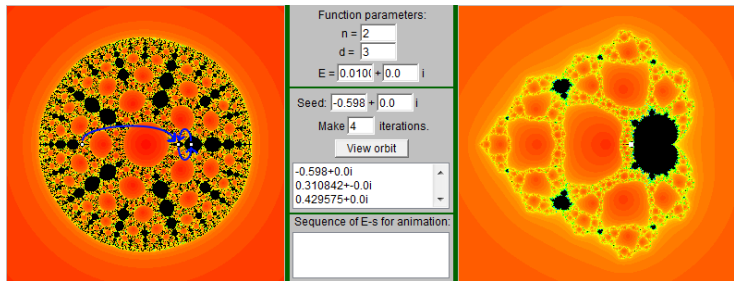 Function parameters:
n = 2
d = 3
E = 0.010 + 0.0 i
Seed: -0.598 + 0.0 i
Make 4 iterations.
View orbit
-0.598+0.0i
0.310842+-0.0i
0.429575+0.0i
Sequence of E-s for animation: